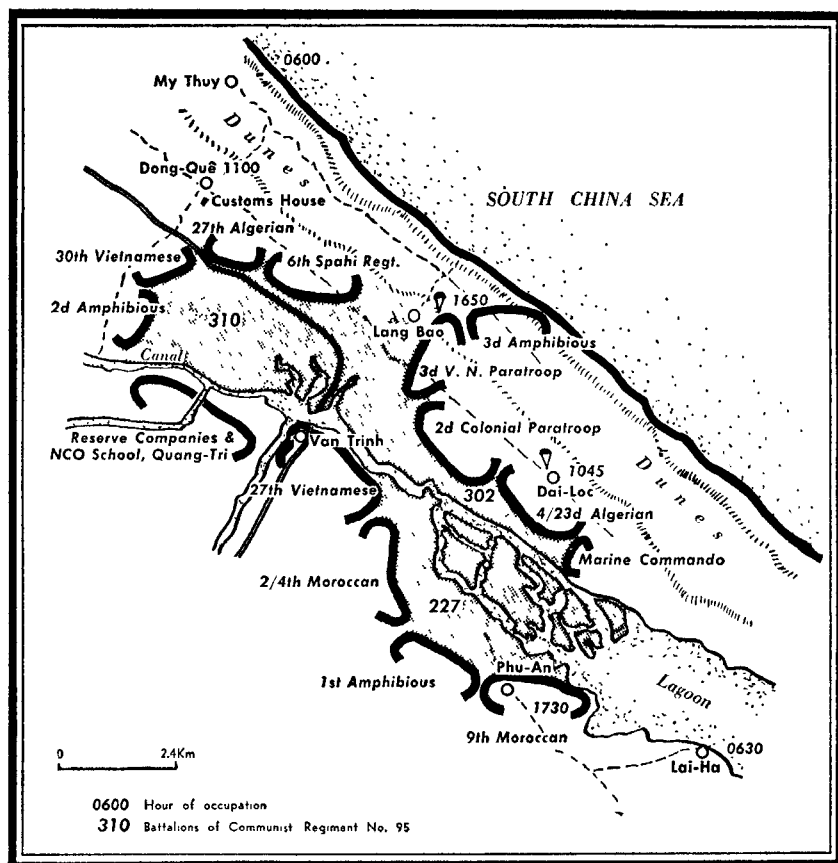 0600
My Thuy
Dunes
Dong-Quê 1100
SOUTH CHINA SEA
Customs House
27th Algerian
30th Vietnamese
6th Spahi Regt.
2d Amphibious
310
1650
Lang Bao
3d Amphibious
Canal
3d V. N. Paratroop
2d Colonial Paratroop
Reserve Companies &
NCO School, Quang-Tri
Van Trinh
1045
Dai-Loc
Dunes
27th Vietnamese
302
4/23d Algerian
Marine Commando
2/4th Moroccan
227
Phu-An
1st Amphibious
Lagoon
1730
9th Moroccan
0630
Lai-Ha
0 2.4Km
0600 Hour of occupation
310 Battalions of Communist Regiment No. 95